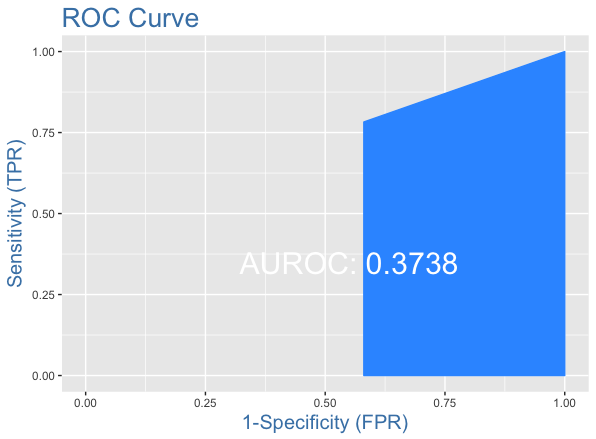 ROC Curve
1.00
0.75
0.50
0.25
0.00
Sensitivity (TPR)
AUROC: 0.3738
0.00 0.25 0.50 0.75 1.00
1-Specificity (FPR)